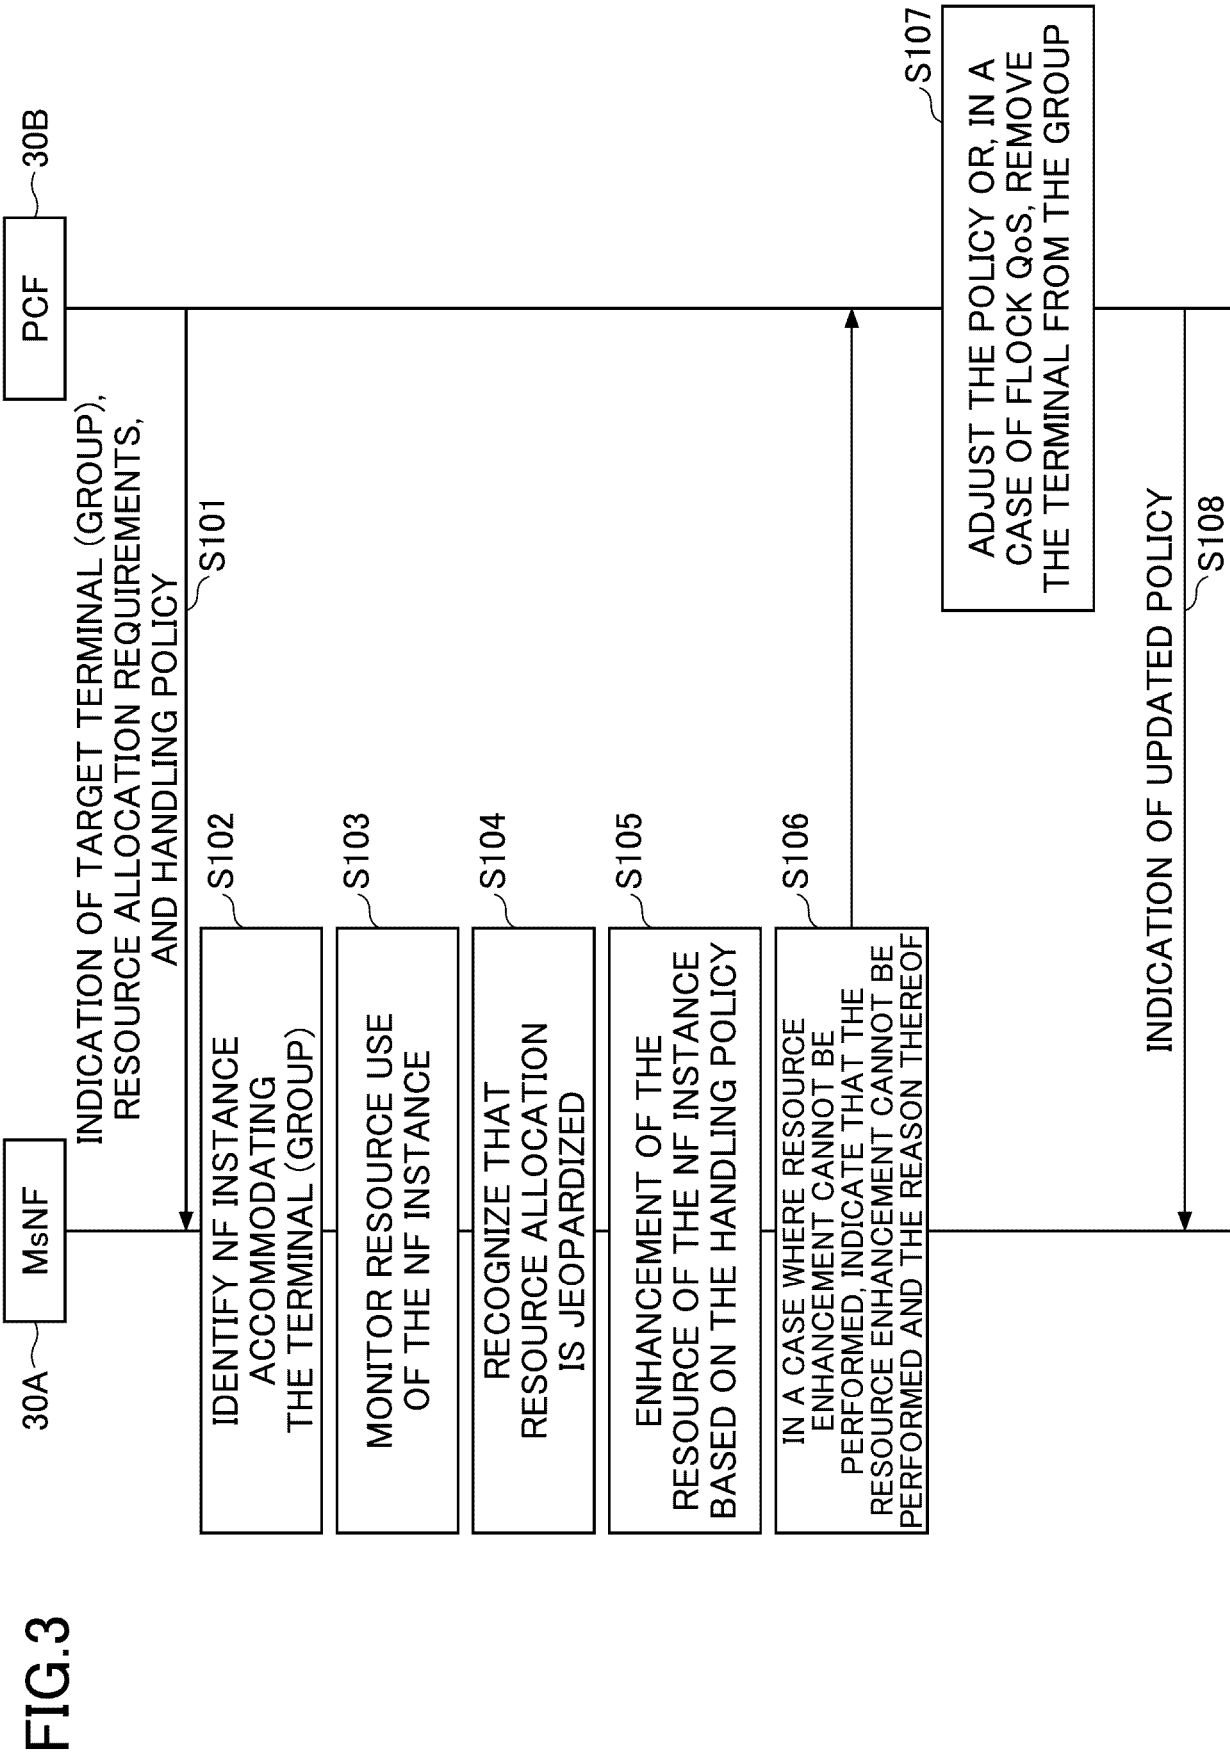 FIG.3
30A
MsNF
PCF
30B
INDICATION OF TARGET TERMINAL (GROUP),
RESOURCE ALLOCATION REQUIREMENTS,
AND HANDLING POLICY
S101
IDENTIFY NF INSTANCE
ACCOMMODATING
THE TERMINAL (GROUP)
S102
MONITOR RESOURCE USE
OF THE NF INSTANCE
S103
RECOGNIZE THAT
RESOURCE ALLOCATION
IS JEOPARDIZED
S104
ENHANCEMENT OF THE
RESOURCE OF THE NF INSTANCE
BASED ON THE HANDLING POLICY
S105
IN A CASE WHERE RESOURCE
ENHANCEMENT CANNOT BE
PERFORMED, INDICATE THAT THE
RESOURCE ENHANCEMENT CANNOT BE
PERFORMED AND THE REASON THEREOF
S106
ADJUST THE POLICY OR, IN A
CASE OF FLOCK QoS, REMOVE
THE TERMINAL FROM THE GROUP
S107
INDICATION OF UPDATED POLICY
S108